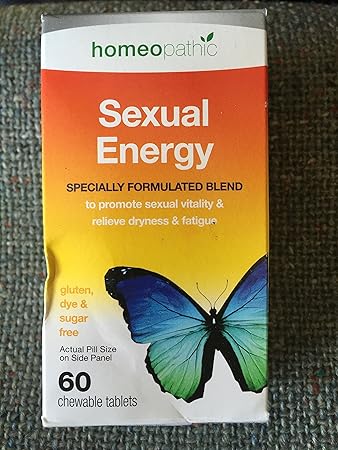 homeopathic
Sexual
Energy
SPECIALLY FORMULATED BLEND
to promote sexual vitality &
relieve dryness & fatigue
gluten,
dye &
sugar
free
Actual Pill Size
on Side Panel
60
chewable tablets